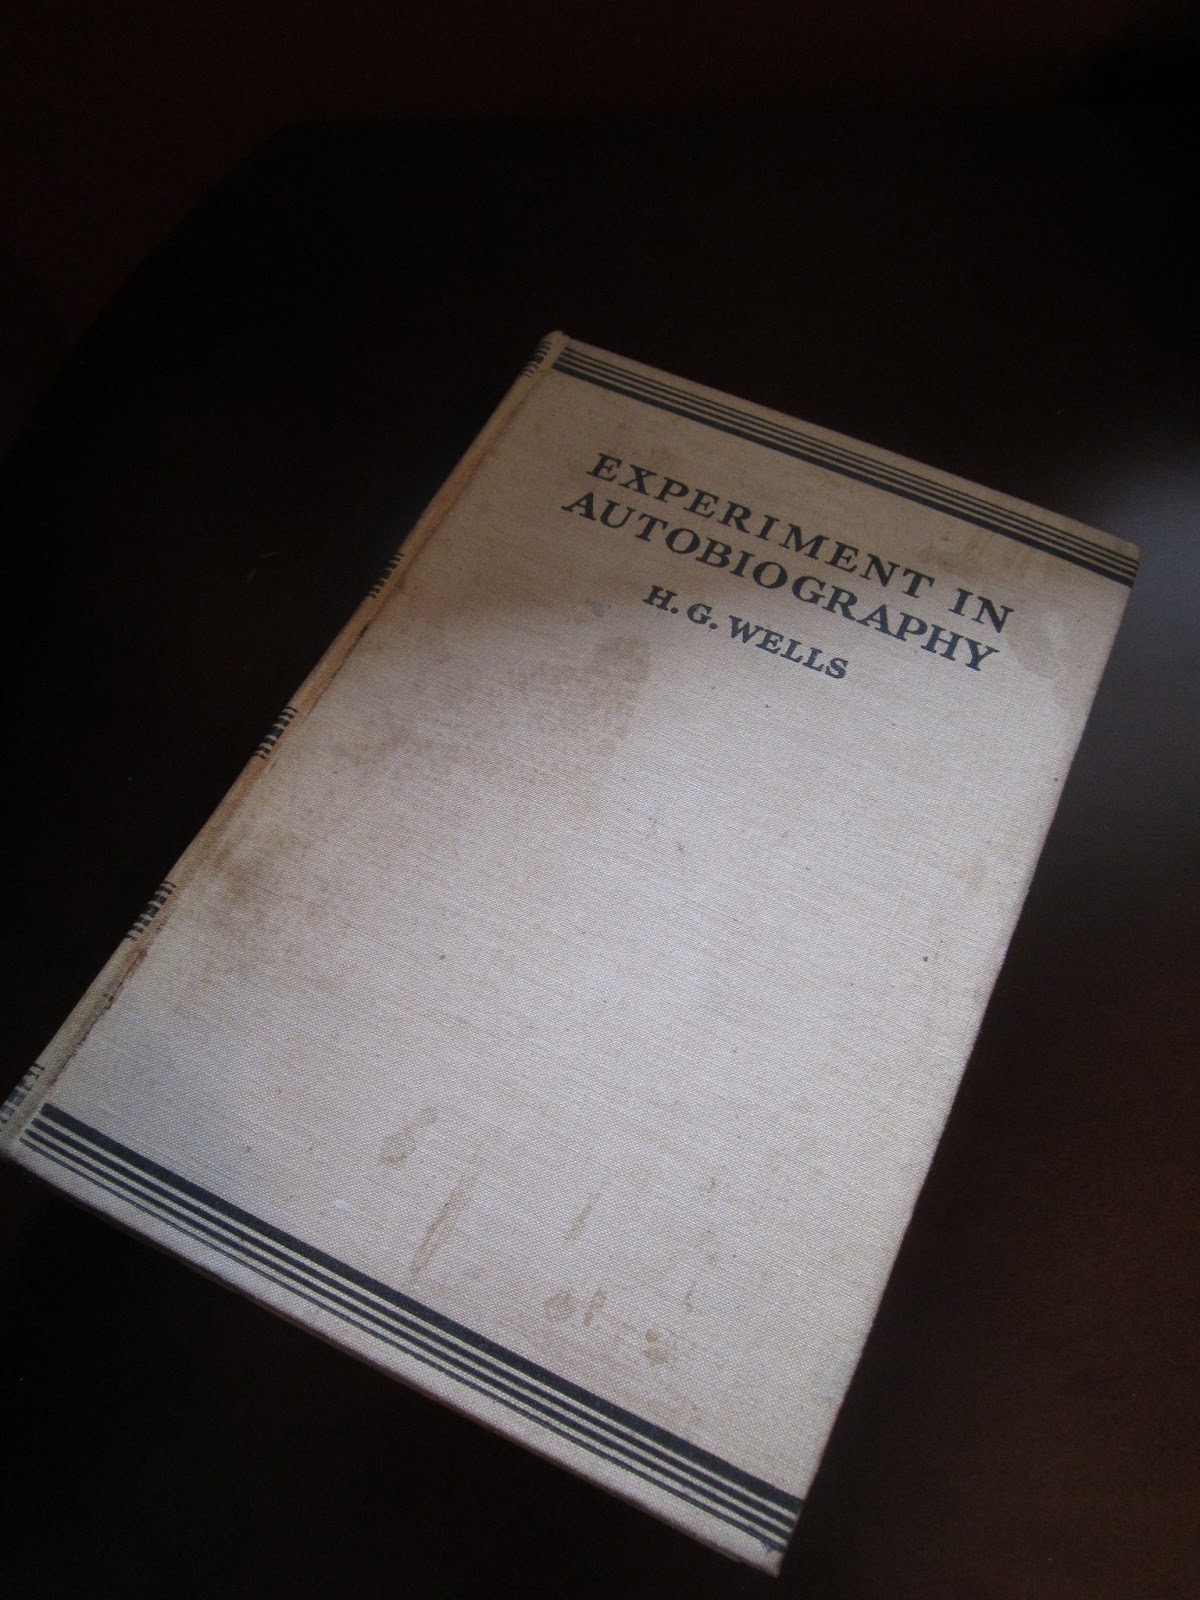 EXPERIMENT IN
AUTOBIOGRAPHY
H. G. WELLS